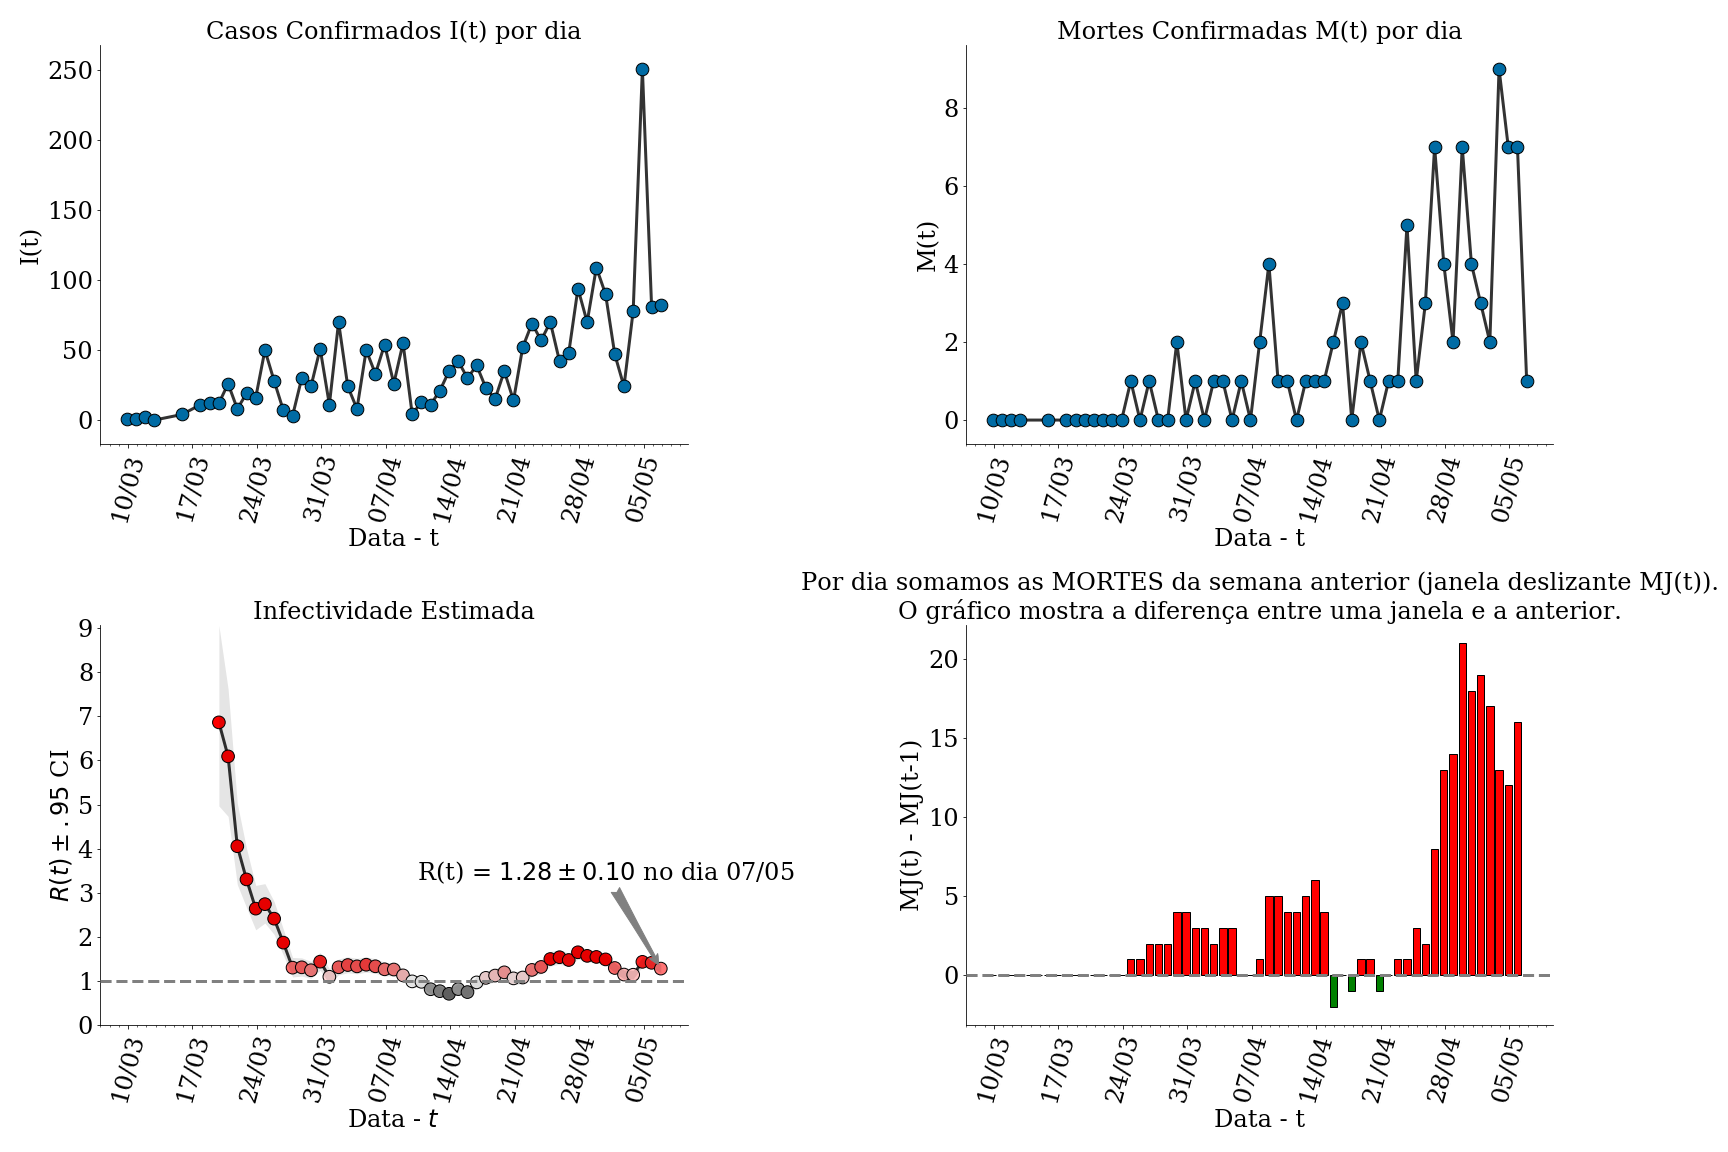 Casos Confirmados I(t) por dia
I(t)
250
200
150
100
50
0
10/03 17/03 24/03 31/03 07/04 14/04 21/04 28/04 05/05
Data - t
Mortes Confirmadas M(t) por dia
M(t)
8
6
4
2
0
10/03 17/03 24/03 31/03 07/04 14/04 21/04 28/04 05/05
Data - t
Infectividade Estimada
R(t) ± .95 CI
9
8
7
6
5
4
3
2
1
0
R(t) = 1.28 ± 0.10 no dia 07/05
10/03 17/03 24/03 31/03 07/04 14/04 21/04 28/04 05/05
Data - t
Por dia somamos as MORTES da semana anterior (janela deslizante MJ(t)).
O gráfico mostra a diferença entre uma janela e a anterior.
MJ(t) - MJ(t-1)
20
15
10
5
0
10/03 17/03 24/03 31/03 07/04 14/04 21/04 28/04 05/05
Data - t